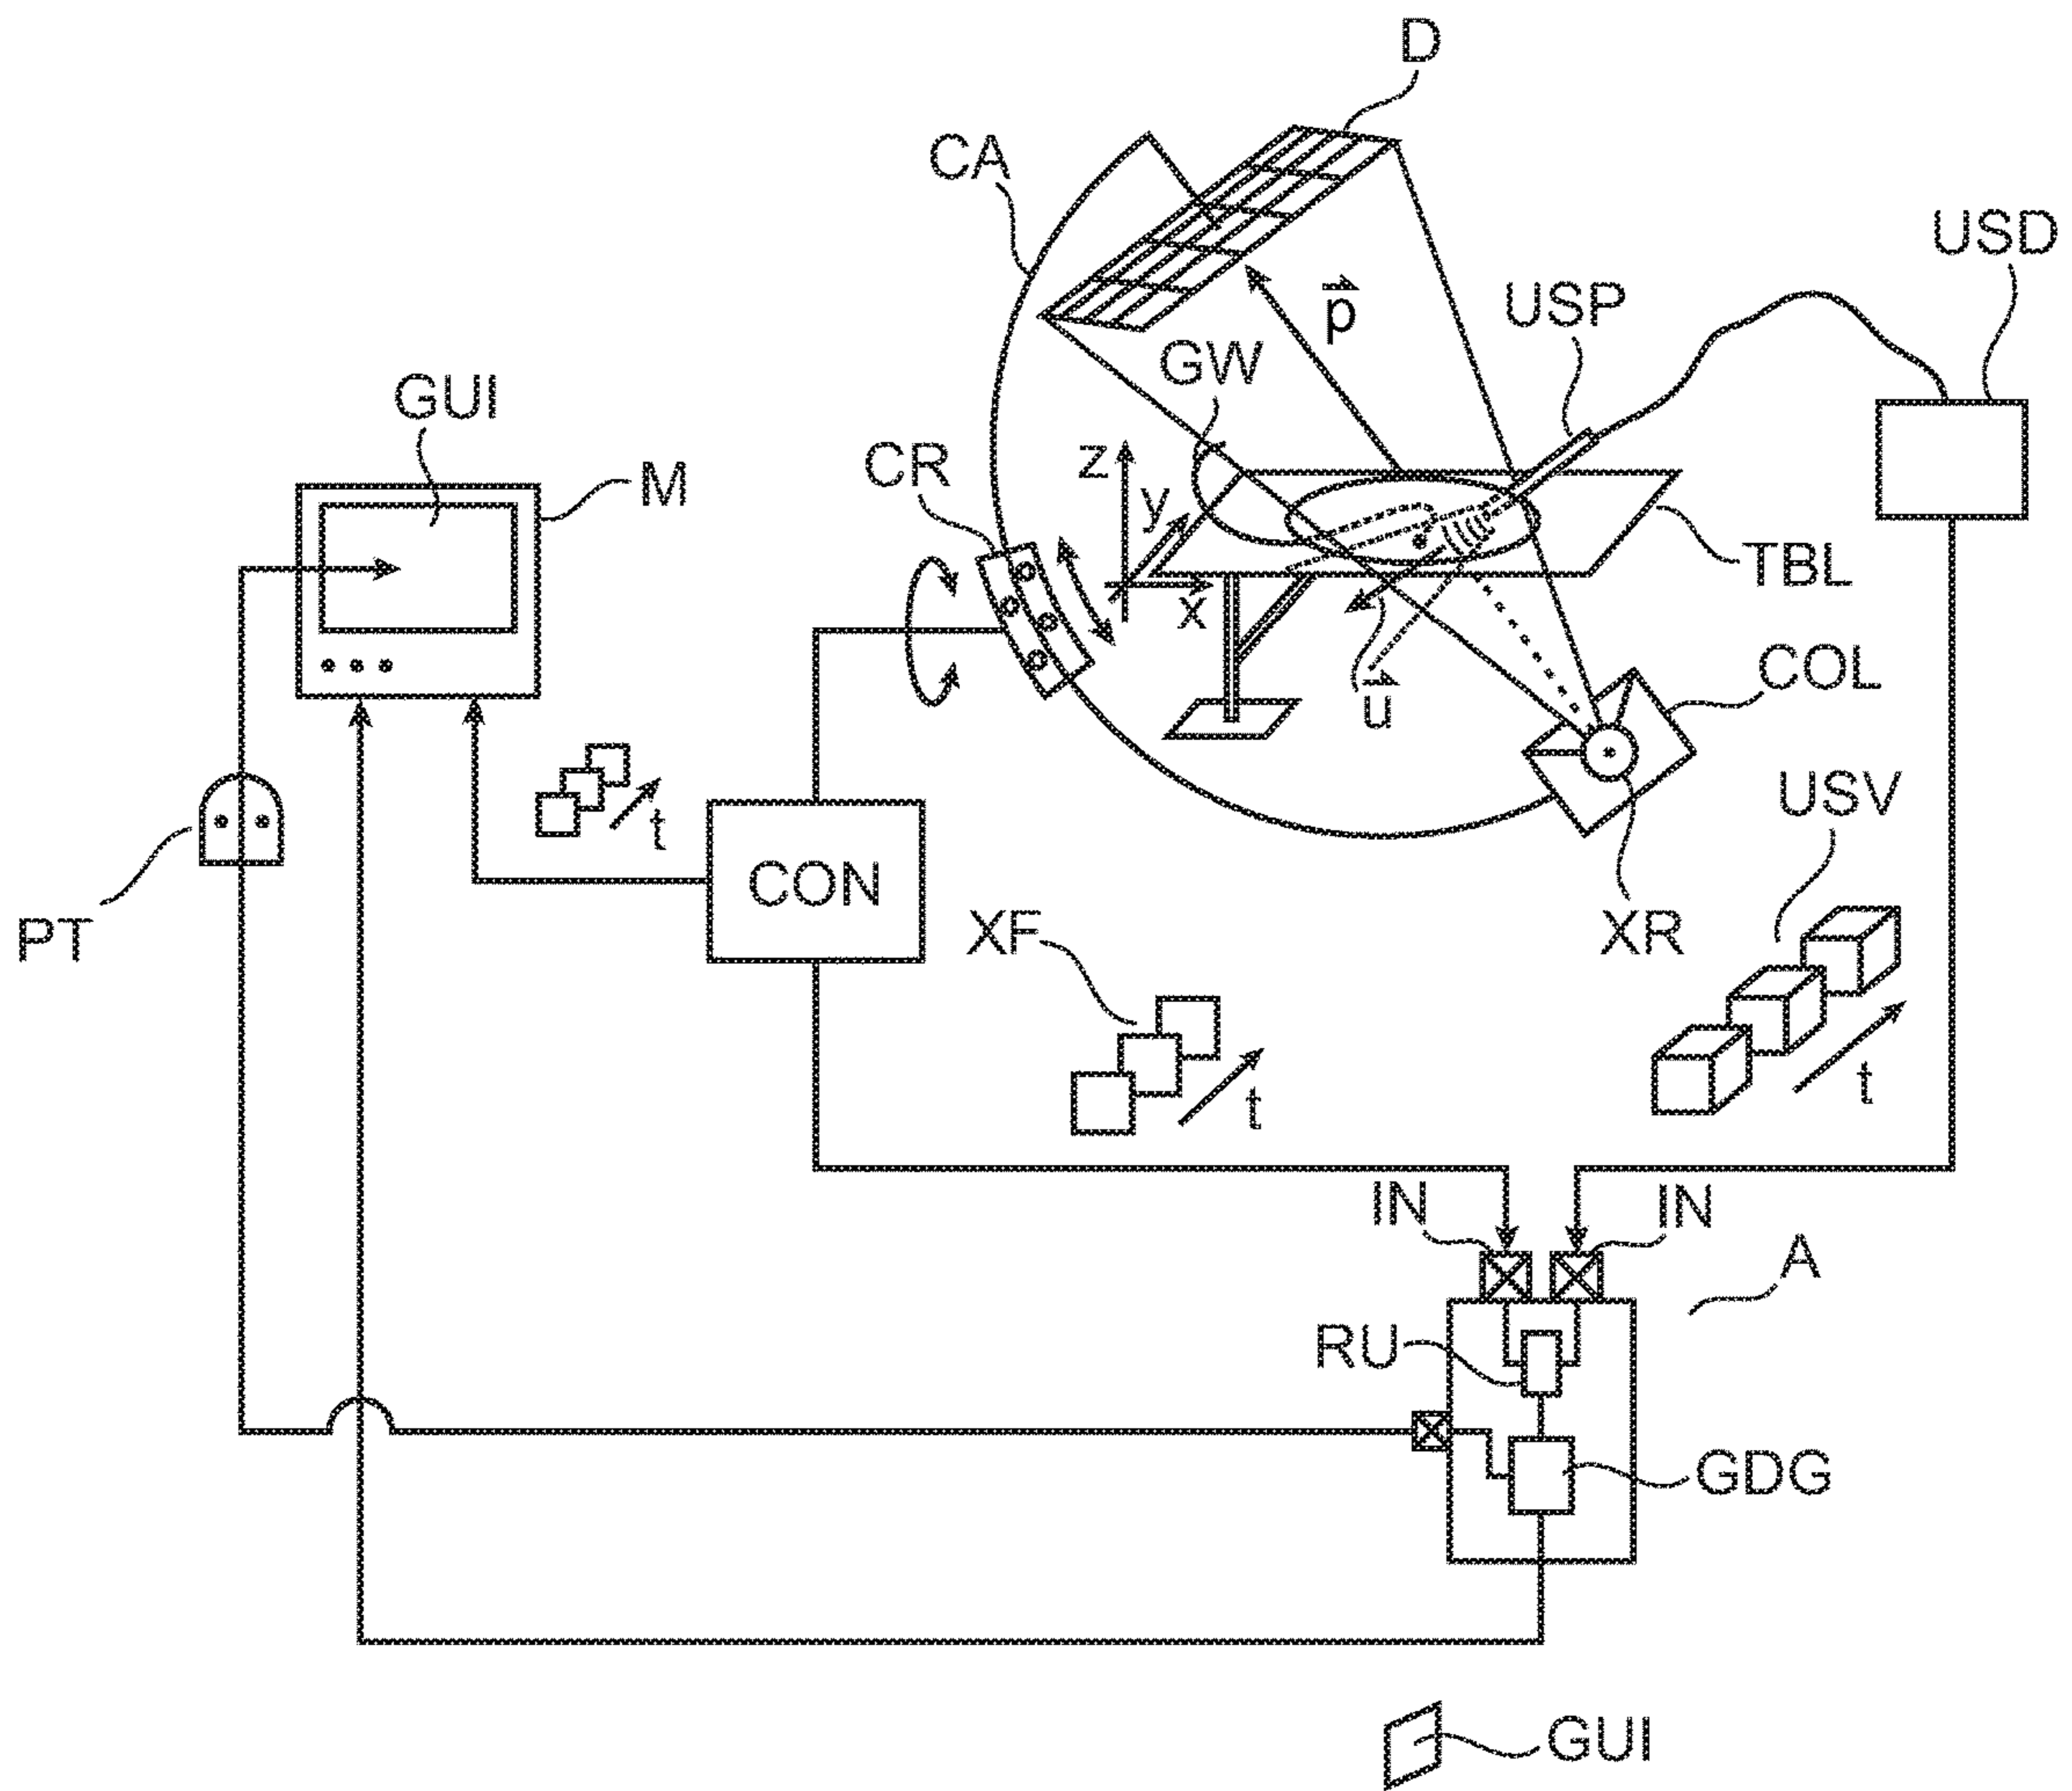 D
CA
USD
p
USP
GW
GUI
z
CR
M
y
TBL
x
COL
u
USV
t
CON
PT
XF
XR
t
t
IN
IN
A
RU
GDG
GUI